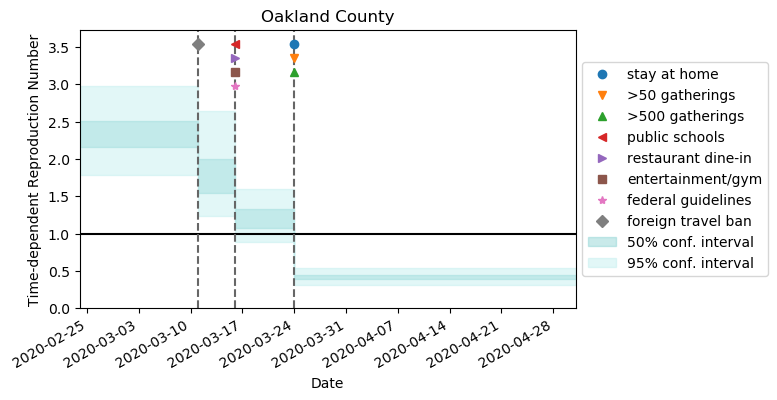 Oakland County
Time-dependent Reproduction Number
3.5
3.0
2.5
2.0
1.5
1.0
0.5
0.0
2020-02-25
2020-03-03
2020-03-10
2020-03-17
2020-03-24
2020-03-31
2020-04-07
2020-04-14
2020-04-21
2020-04-28
Date
stay at home
>50 gatherings
>500 gatherings
public schools
restaurant dine-in
entertainment/gym
federal guidelines
foreign travel ban
50% conf. interval
95% conf. interval